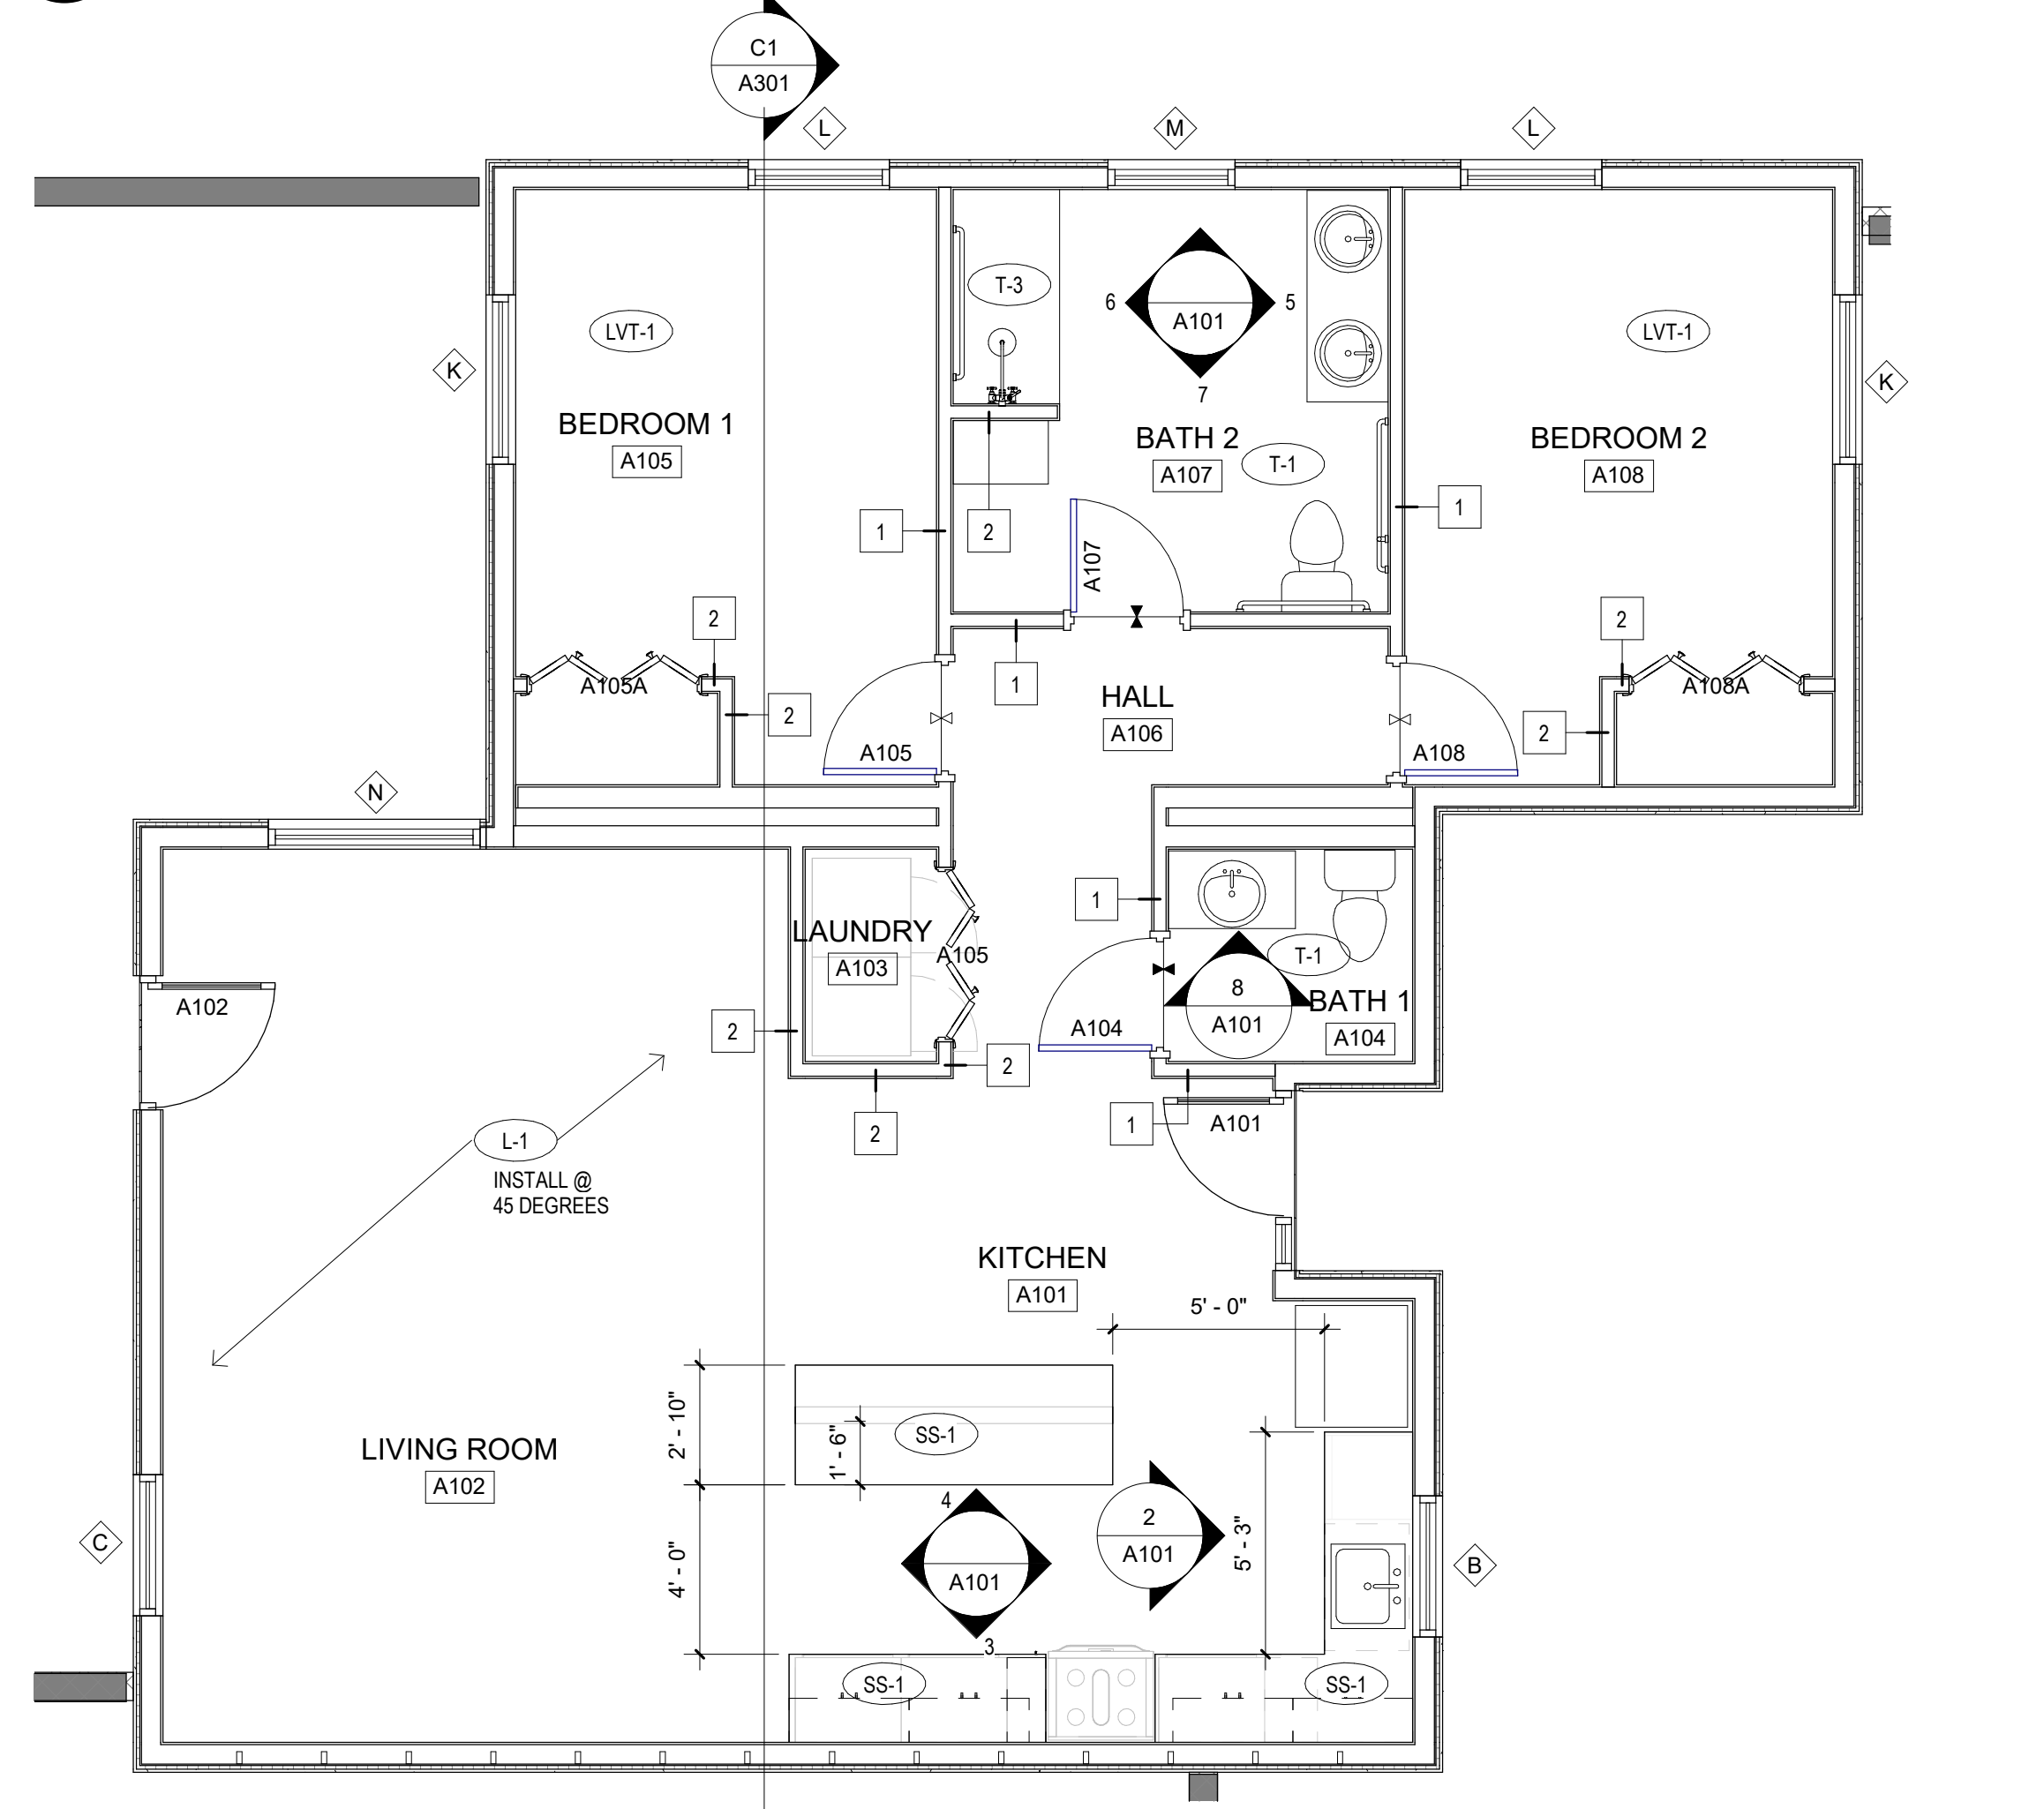 C1
A301
L
M
L
T-3
6
A101
5
7
LVT-1
LVT-1
K
K
BEDROOM 1
A105
BATH 2
A107
T-1
BEDROOM 2
A108
1
1
2
A107
2
2
A105A
1
HALL
A106
A108A
2
2
A105
A108
N
1
LAUNDRY
A103
A105
T-1
8
A101
BATH 1
A104
A102
2
A104
2
2
1
A101
L-1
INSTALL @
45 DEGREES
KITCHEN
A101
5' - 0"
2' - 10"
1' - 6"
SS-1
LIVING ROOM
A102
4
A101
3
2
A101
5' - 3"
4' - 0"
C
B
SS-1
SS-1